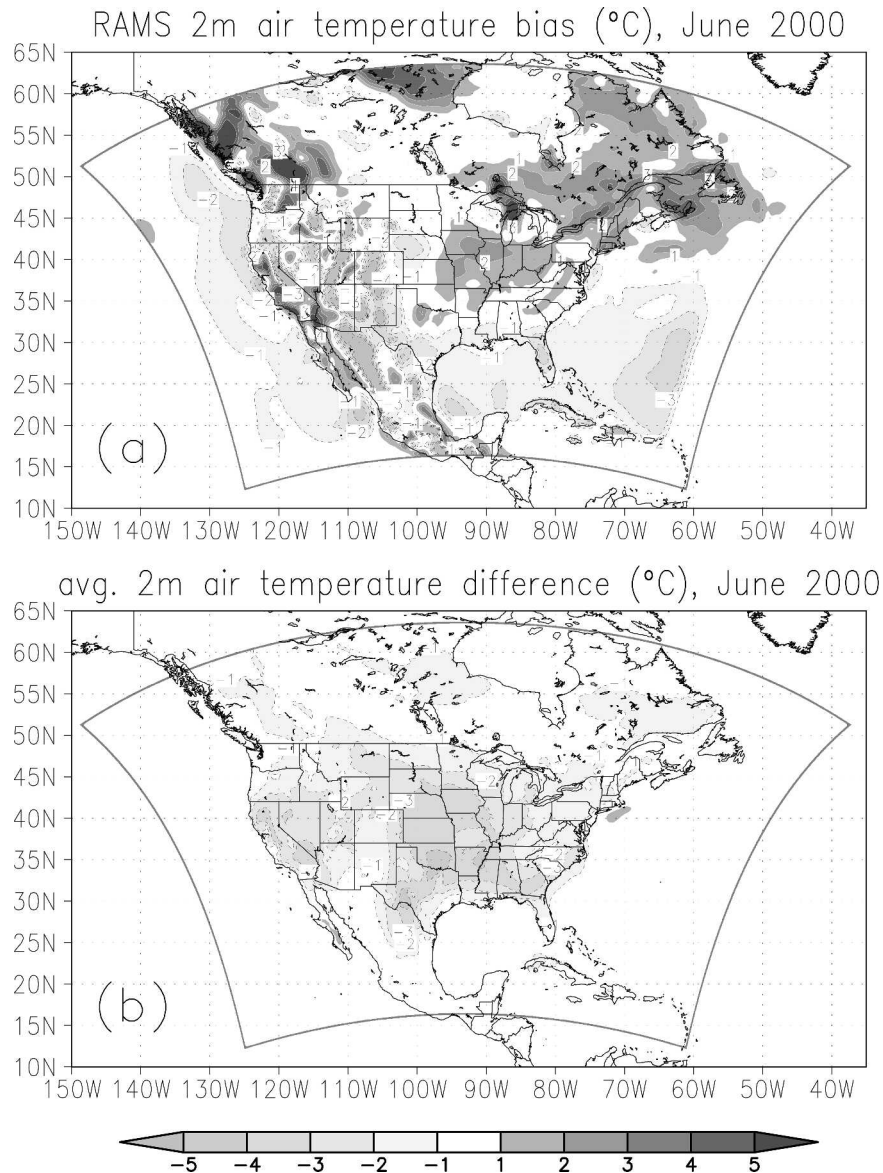 RAMS 2m air temperature bias (°C), June 2000
65N
60N
55N
50N
45N
40N
35N
30N
25N
20N
15N
10N
(a)
150W 140W 130W 120W 110W 100W 90W 80W 70W 60W 50W 40W
avg. 2m air temperature difference (°C), June 2000
65N
60N
55N
50N
45N
40N
35N
30N
25N
20N
15N
10N
(b)
150W 140W 130W 120W 110W 100W 90W 80W 70W 60W 50W 40W
-5 -4 -3 -2 -1 1 2 3 4 5